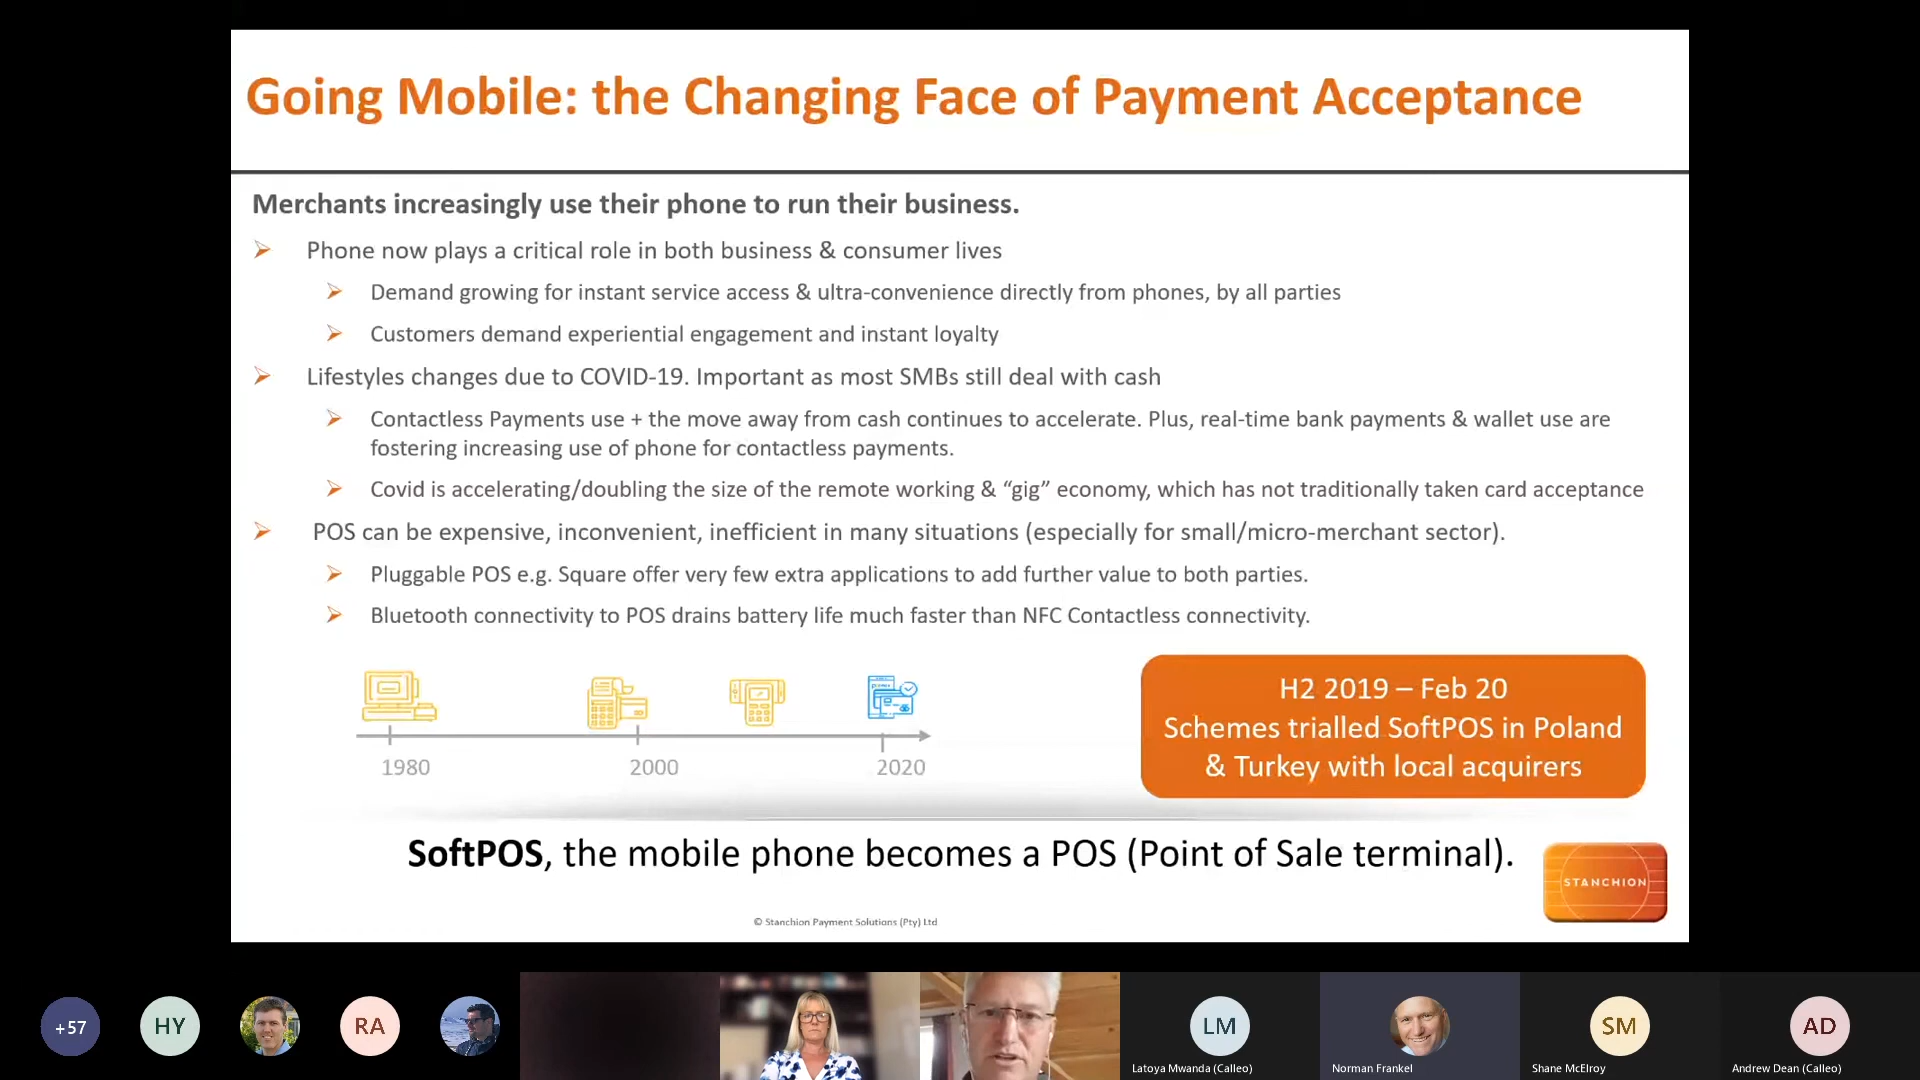 Going Mobile: the Changing Face of Payment Acceptance
Merchants increasingly use their phone to run their business.
Phone now plays a critical role in both business & consumer lives
Demand growing for instant service access & ultra-convenience directly from phones, by all parties
Customers demand experiential engagement and instant loyalty
Lifestyles changes due to COVID-19. Important as most SMBs still deal with cash
Contactless Payments use + the move away from cash continues to accelerate. Plus, real-time bank payments & wallet use are
fostering increasing use of phone for contactless payments.
Covid is accelerating/doubling the size of the remote working & “gig” economy, which has not traditionally taken card acceptance
POS can be expensive, inconvenient, inefficient in many situations (especially for small/micro-merchant sector).
Pluggable POS e.g. Square offer very few extra applications to add further value to both parties.
Bluetooth connectivity to POS drains battery life much faster than NFC Contactless connectivity.
1980
2000
2020
H2 2019 – Feb 20
Schemes trialled SoftPOS in Poland
& Turkey with local acquirers
SoftPOS, the mobile phone becomes a POS (Point of Sale terminal).
STANCHION
© Stanchion Payment Solutions (Pty) Ltd
+57
HY
RA
LM
SM
AD
Latoya Mwanda (Calleo)
Norman Frankel
Shane McElroy
Andrew Dean (Calleo)